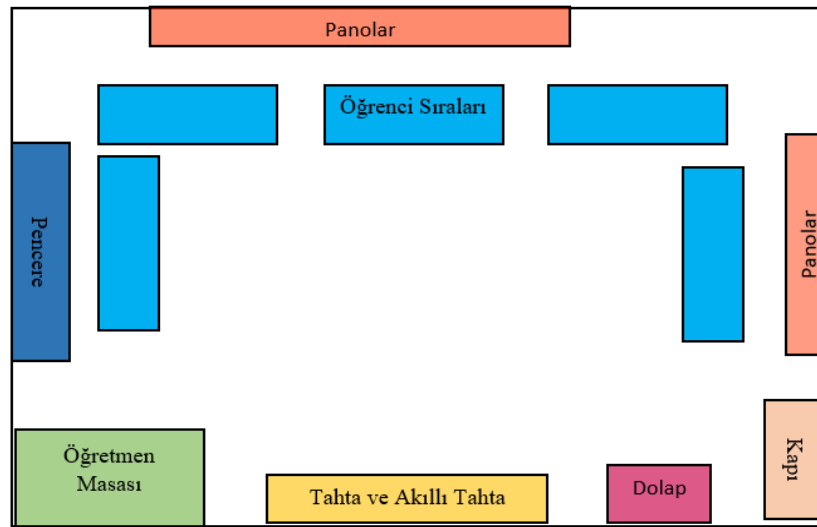 Panolar
Öğrenci Sıraları
Pencere
Panolar
Öğretmen
Masası
Tahta ve Akıllı Tahta
Dolap
Kapı